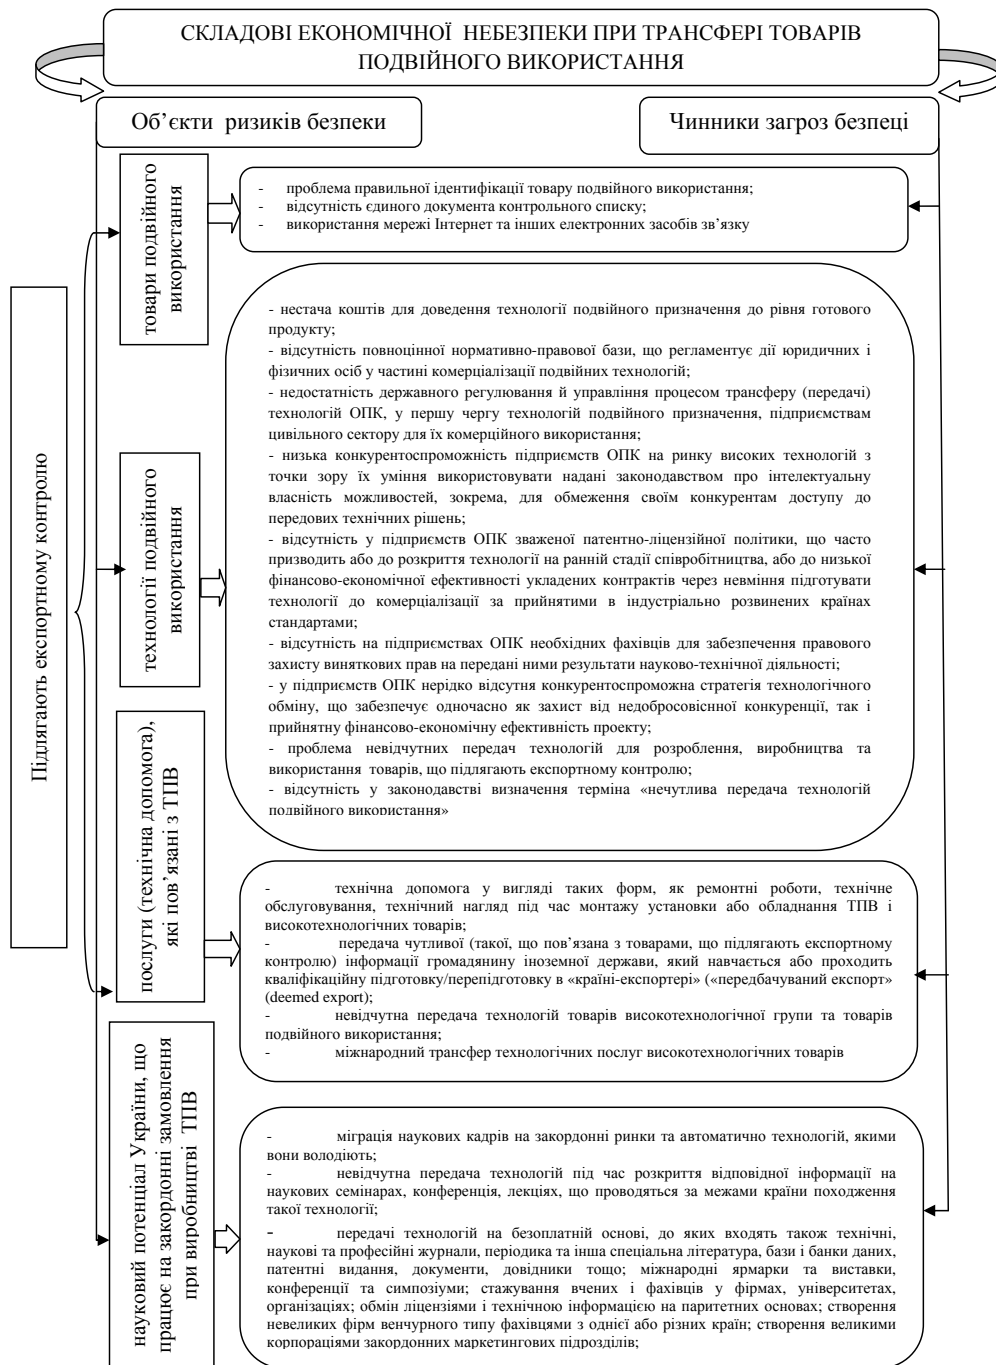 СКЛАДОВІ ЕКОНОМІЧНОЇ НЕБЕЗПЕКИ ПРИ ТРАНСФЕРІ ТОВАРІВ
ПОДВІЙНОГО ВИКОРИСТАННЯ
Об’єкти ризиків безпеки
Чинники загроз безпеці
Підлягають експортному контролю
товари подвійного
використання
- проблема правильної ідентифікації товару подвійного використання;
- відсутність єдиного документа контрольного списку;
- використання мережі Інтернет та інших електронних засобів зв’язку
технології подвійного
використання
- нестача коштів для доведення технології подвійного призначення до рівня готового
продукту;
- відсутність повноцінної нормативно-правової бази, що регламентує дії юридичних і
фізичних осіб у частині комерціалізації подвійних технологій;
- недостатність державного регулювання й управління процесом трансферу (передачі)
технологій ОПК, у першу чергу технологій подвійного призначення, підприємствам
цивільного сектору для їх комерційного використання;
- низька конкурентоспроможність підприємств ОПК на ринку високих технологій з
точки зору їх уміння використовувати надані законодавством про інтелектуальну
власність можливостей, зокрема, для обмеження своїм конкурентам доступу до
передових технічних рішень;
- відсутність у підприємств ОПК зваженої патентно-ліцензійної політики, що часто
призводить або до розкриття технології на ранній стадії співробітництва, або до низької
фінансово-економічної ефективності укладених контрактів через невміння підготувати
технології до комерціалізації за прийнятими в індустріально розвинених країнах
стандартами;
- відсутність на підприємствах ОПК необхідних фахівців для забезпечення правового
захисту виняткових прав на передані ними результати науково-технічної діяльності;
- у підприємств ОПК нерідко відсутня конкурентоспроможна стратегія технологічного
обміну, що забезпечує одночасно як захист від недобросовісної конкуренції, так і
прийнятну фінансово-економічну ефективність проекту;
- проблема невідчутних передач технологій для розроблення, виробництва та
використання товарів, що підлягають експортному контролю;
- відсутність у законодавстві визначення терміна «нечутлива передача технологій
подвійного використання»
послуги (технічна допомога),
які пов’язані з ТПВ
- технічна допомога у вигляді таких форм, як ремонтні роботи, технічне
обслуговування, технічний нагляд під час монтажу установки або обладнання ТПВ і
високотехнологічних товарів;
- передача чутливої (такої, що пов’язана з товарами, що підлягають експортному
контролю) інформації громадянину іноземної держави, який навчається або проходить
кваліфікаційну підготовку/перепідготовку в «країні-експортері» («передбачуваний експорт»
(deemed export);
- невідчутна передача технологій товарів високотехнологічної групи та товарів
подвійного використання;
- міжнародний трансфер технологічних послуг високотехнологічних товарів
науковий потенціал України, що
працює на закордонні замовлення
при виробництві ТПВ
- міграція наукових кадрів на закордонні ринки та автоматично технологій, якими
вони володіють;
- невідчутна передача технологій під час розкриття відповідної інформації на
наукових семінарах, конференція, лекціях, що проводяться за межами країни походження
такої технології;
- передачі технологій на безоплатній основі, до яких входять також технічні,
наукові та професійні журнали, періодика та інша спеціальна література, бази і банки даних,
патентні видання, документи, довідники тощо; міжнародні ярмарки та виставки,
конференції та симпозіуми; стажування вчених і фахівців у фірмах, університетах,
організаціях; обмін ліцензіями і технічною інформацією на паритетних основах; створення
невеликих фірм венчурного типу фахівцями з однієї або різних країн; створення великими
корпораціями закордонних маркетингових підрозділів;